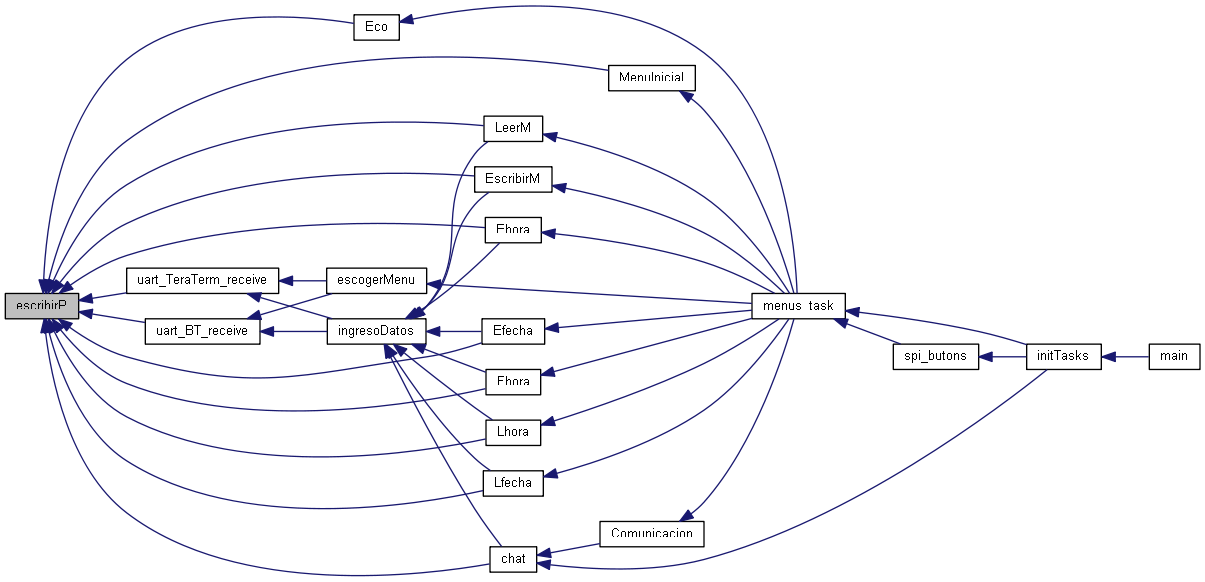 Eco
MenuInicial
LeerM
EscribirM
Fhora
uart_TeraTerm_receive
escogerMenu
escribirP
menus_task
uart_BT_receive
ingresoDatos
Efecha
spi_butons
initTasks
main
Fhora
Lhora
Lfecha
Comunicacion
chat